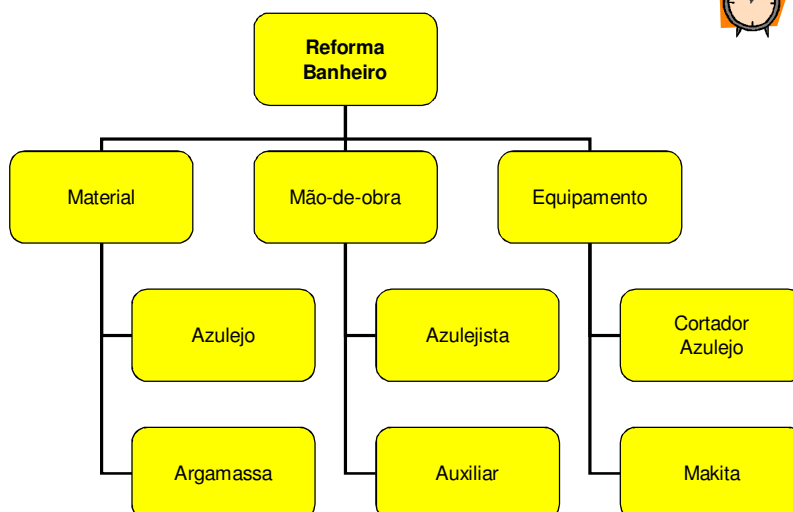 Reforma
Banheiro
Material
Mão-de-obra
Equipamento
Azulejo
Azulejista
Cortador
Azulejo
Argamassa
Auxiliar
Makita